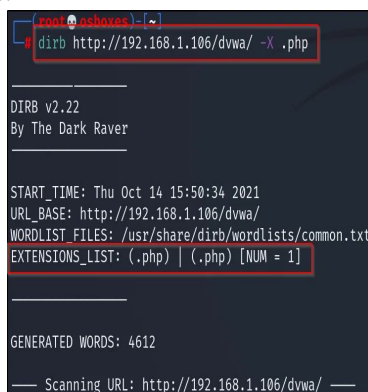 (root💀osboxes)-[~]
# dirb http://192.168.1.106/dvwa/ -X .php
DIRB v2.22
By The Dark Raver
START_TIME: Thu Oct 14 15:50:34 2021
URL_BASE: http://192.168.1.106/dvwa/
WORDLIST_FILES: /usr/share/dirb/wordlists/common.txt
EXTENSIONS_LIST: (.php) | (.php) [NUM = 1]
GENERATED WORDS: 4612
—— Scanning URL: http://192.168.1.106/dvwa/ ——